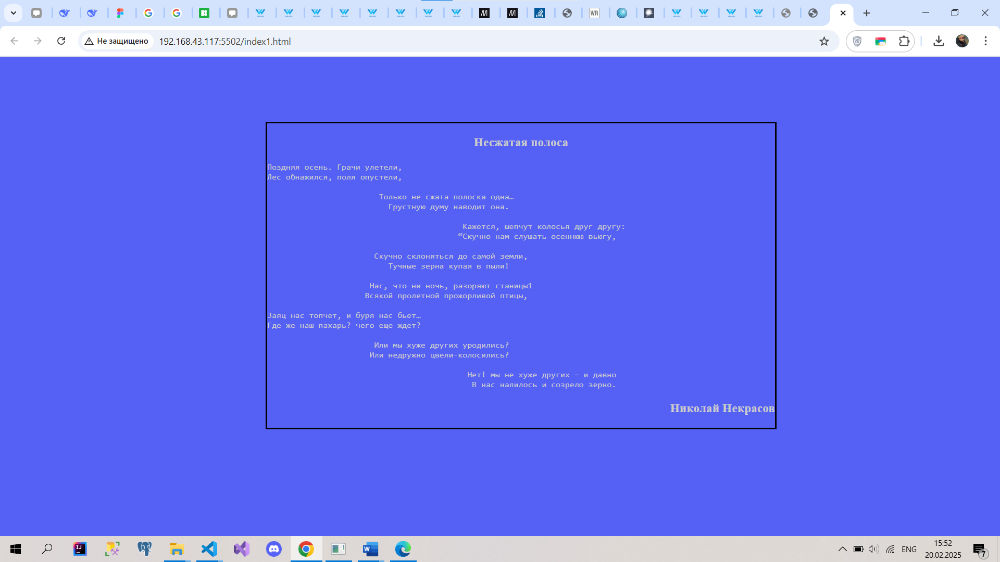 WR
Не защищено
192.168.43.117:5502/index1.html
Несжатая полоса
Поздняя осень. Грачи улетели,
Лес обнажился, поля опустели,
Только не сжата полоска одна…
Грустную думу наводит она.
Кажется, шепчут колосья друг другу:
“Скучно нам слушать осеннюю вьюгу,
Скучно склоняться до самой земли,
Тучные зерна купая в пыли!
Нас, что ни ночь, разоряют станицы1
Всякой пролетной прожорливой птицы,
Заяц нас топчет, и буря нас бьет…
Где же наш пахарь? чего еще ждет?
Или мы хуже других уродились?
Или недружно цвели-колосились?
Нет! мы не хуже других – и давно
В нас налилось и созрело зерно.
Николай Некрасов
IJ
W
ENG
15:52
20.02.2025
7